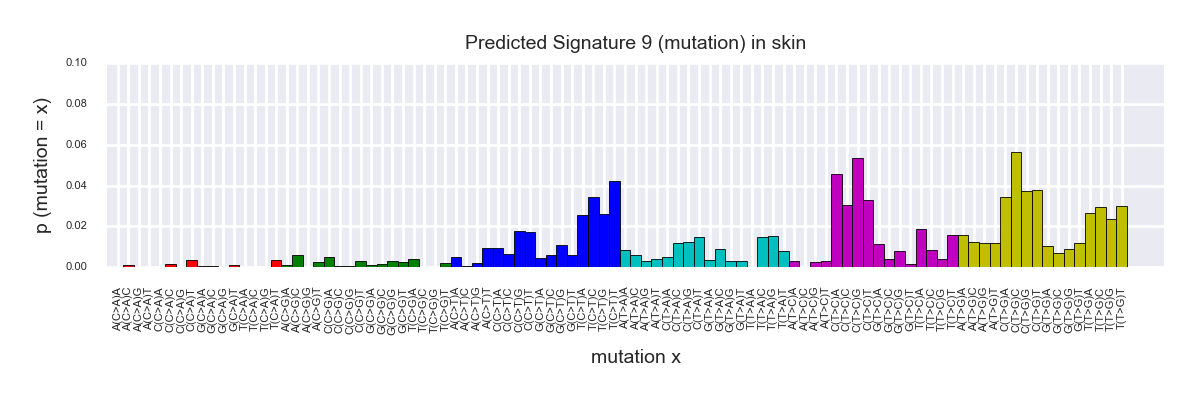 Predicted Signature 9 (mutation) in skin
p (mutation = x)
0.10
0.08
0.06
0.04
0.02
0.00
A(C>A)A
A(C>A)C
A(C>A)G
A(C>A)T
C(C>A)A
C(C>A)C
C(C>A)G
C(C>A)T
G(C>A)A
G(C>A)C
G(C>A)G
G(C>A)T
T(C>A)A
T(C>A)C
T(C>A)G
T(C>A)T
A(C>G)A
A(C>G)C
A(C>G)G
A(C>G)T
C(C>G)A
C(C>G)C
C(C>G)G
C(C>G)T
G(C>G)A
G(C>G)C
G(C>G)G
G(C>G)T
T(C>G)A
T(C>G)C
T(C>G)G
T(C>G)T
A(C>T)A
A(C>T)C
A(C>T)G
A(C>T)T
C(C>T)A
C(C>T)C
C(C>T)G
C(C>T)T
G(C>T)A
G(C>T)C
G(C>T)G
G(C>T)T
T(C>T)A
T(C>T)C
T(C>T)G
T(C>T)T
A(T>A)A
A(T>A)C
A(T>A)G
A(T>A)T
C(T>A)A
C(T>A)C
C(T>A)G
C(T>A)T
G(T>A)A
G(T>A)C
G(T>A)G
G(T>A)T
T(T>A)A
T(T>A)C
T(T>A)G
T(T>A)T
A(T>C)A
A(T>C)C
A(T>C)G
A(T>C)T
C(T>C)A
C(T>C)C
C(T>C)G
C(T>C)T
G(T>C)A
G(T>C)C
G(T>C)G
G(T>C)T
T(T>C)A
T(T>C)C
T(T>C)G
T(T>C)T
A(T>G)A
A(T>G)C
A(T>G)G
A(T>G)T
C(T>G)A
C(T>G)C
C(T>G)G
C(T>G)T
G(T>G)A
G(T>G)C
G(T>G)G
G(T>G)T
T(T>G)A
T(T>G)C
T(T>G)G
T(T>G)T
mutation x